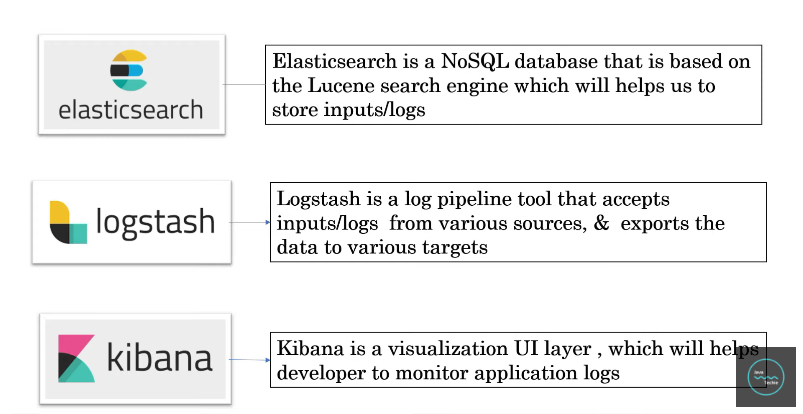 elasticsearch
Elasticsearch is a NoSQL database that is based on
the Lucene search engine which will helps us to
store inputs/logs
logstash
Logstash is a log pipeline tool that accepts
inputs/logs from various sources, & exports the
data to various targets
kibana
Kibana is a visualization UI layer , which will helps
developer to monitor application logs
Java
Techie